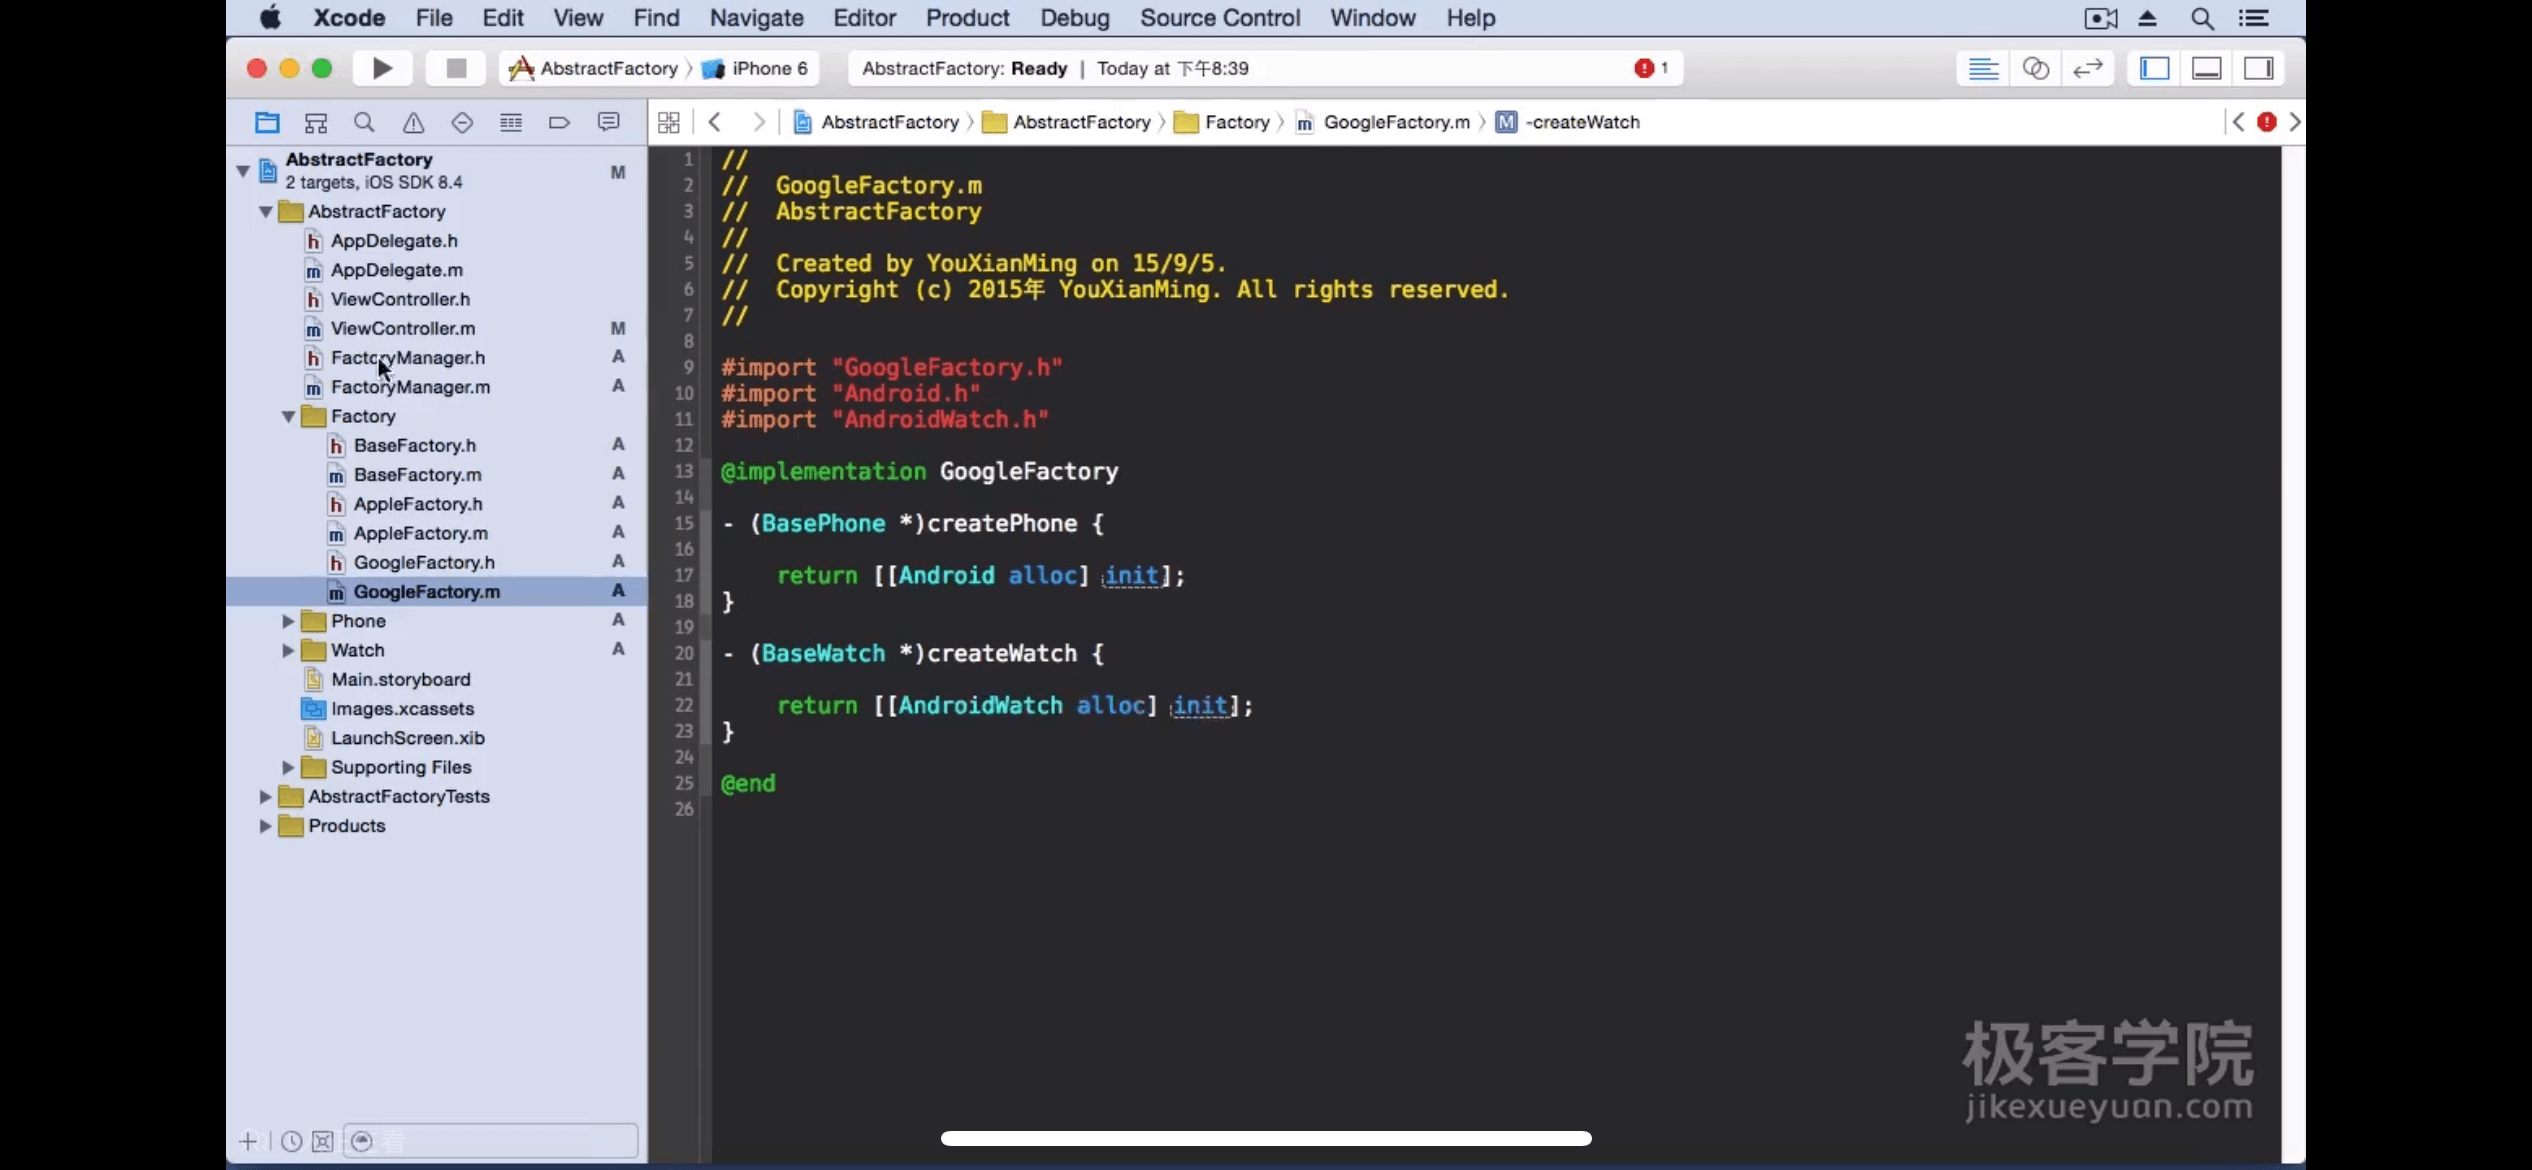 Xcode File Edit View Find Navigate Editor Product Debug Source Control Window Help
AbstractFactory 〉 iPhone 6
AbstractFactory: Ready | Today at 下午8:39
1
AbstractFactory 〉 AbstractFactory 〉 Factory 〉 m GoogleFactory.m 〉 M -createWatch
AbstractFactory
2 targets, iOS SDK 8.4
M
AbstractFactory
h AppDelegate.h
m AppDelegate.m
h ViewController.h
m ViewController.m M
h FactoryManager.h A
m FactoryManager.m A
Factory
h BaseFactory.h A
m BaseFactory.m A
h AppleFactory.h A
m AppleFactory.m A
h GoogleFactory.h A
m GoogleFactory.m A
Phone A
Watch A
Main.storyboard
Images.xcassets
LaunchScreen.xib
Supporting Files
AbstractFactoryTests
Products
1 //
2 // GoogleFactory.m
3 // AbstractFactory
4 //
5 // Created by YouXianMing on 15/9/5.
6 // Copyright (c) 2015年 YouXianMing. All rights reserved.
7 //
8
9 #import "GoogleFactory.h"
10 #import "Android.h"
11 #import "AndroidWatch.h"
12
13 @implementation GoogleFactory
14
15 - (BasePhone *)createPhone {
16
17 return [[Android alloc] init];
18 }
19
20 - (BaseWatch *)createWatch {
21
22 return [[AndroidWatch alloc] init];
23 }
24
25 @end
26
极客学院
jikexueyuan.com